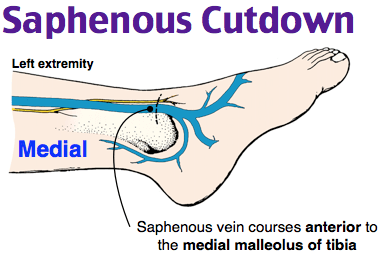 Saphenous Cutdown
Left extremity
Medial
Saphenous vein courses anterior to
the medial malleolus of tibia